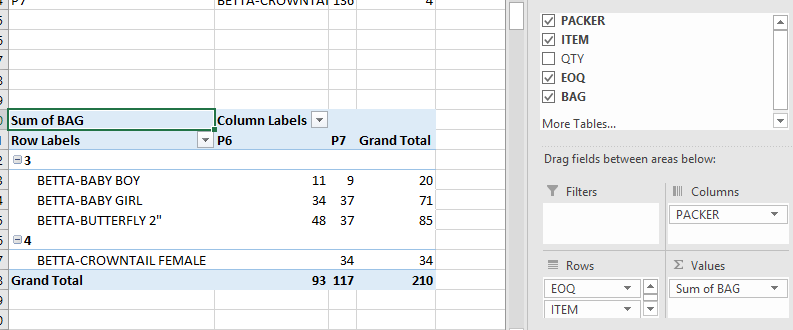 P7 BETTA-CROWNTAI 136 4
Sum of BAG Column Labels
Row Labels P6 P7 Grand Total
3
BETTA-BABY BOY 11 9 20
BETTA-BABY GIRL 34 37 71
BETTA-BUTTERFLY 2" 48 37 85
4
BETTA-CROWNTAIL FEMALE 34 34
Grand Total 93 117 210
PACKER
ITEM
QTY
EOQ
BAG
More Tables...
Drag fields between areas below:
Filters
Columns
PACKER
Rows
EOQ
ITEM
Σ Values
Sum of BAG